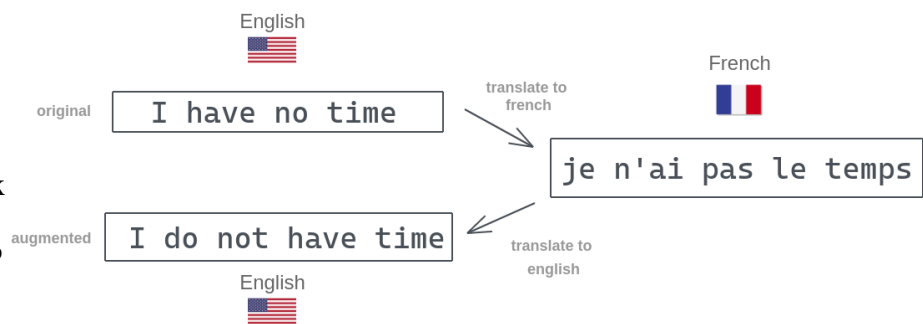 English
French
original
I have no time
translate to
french
je n'ai pas le temps
augmented
I do not have time
translate to
english
English